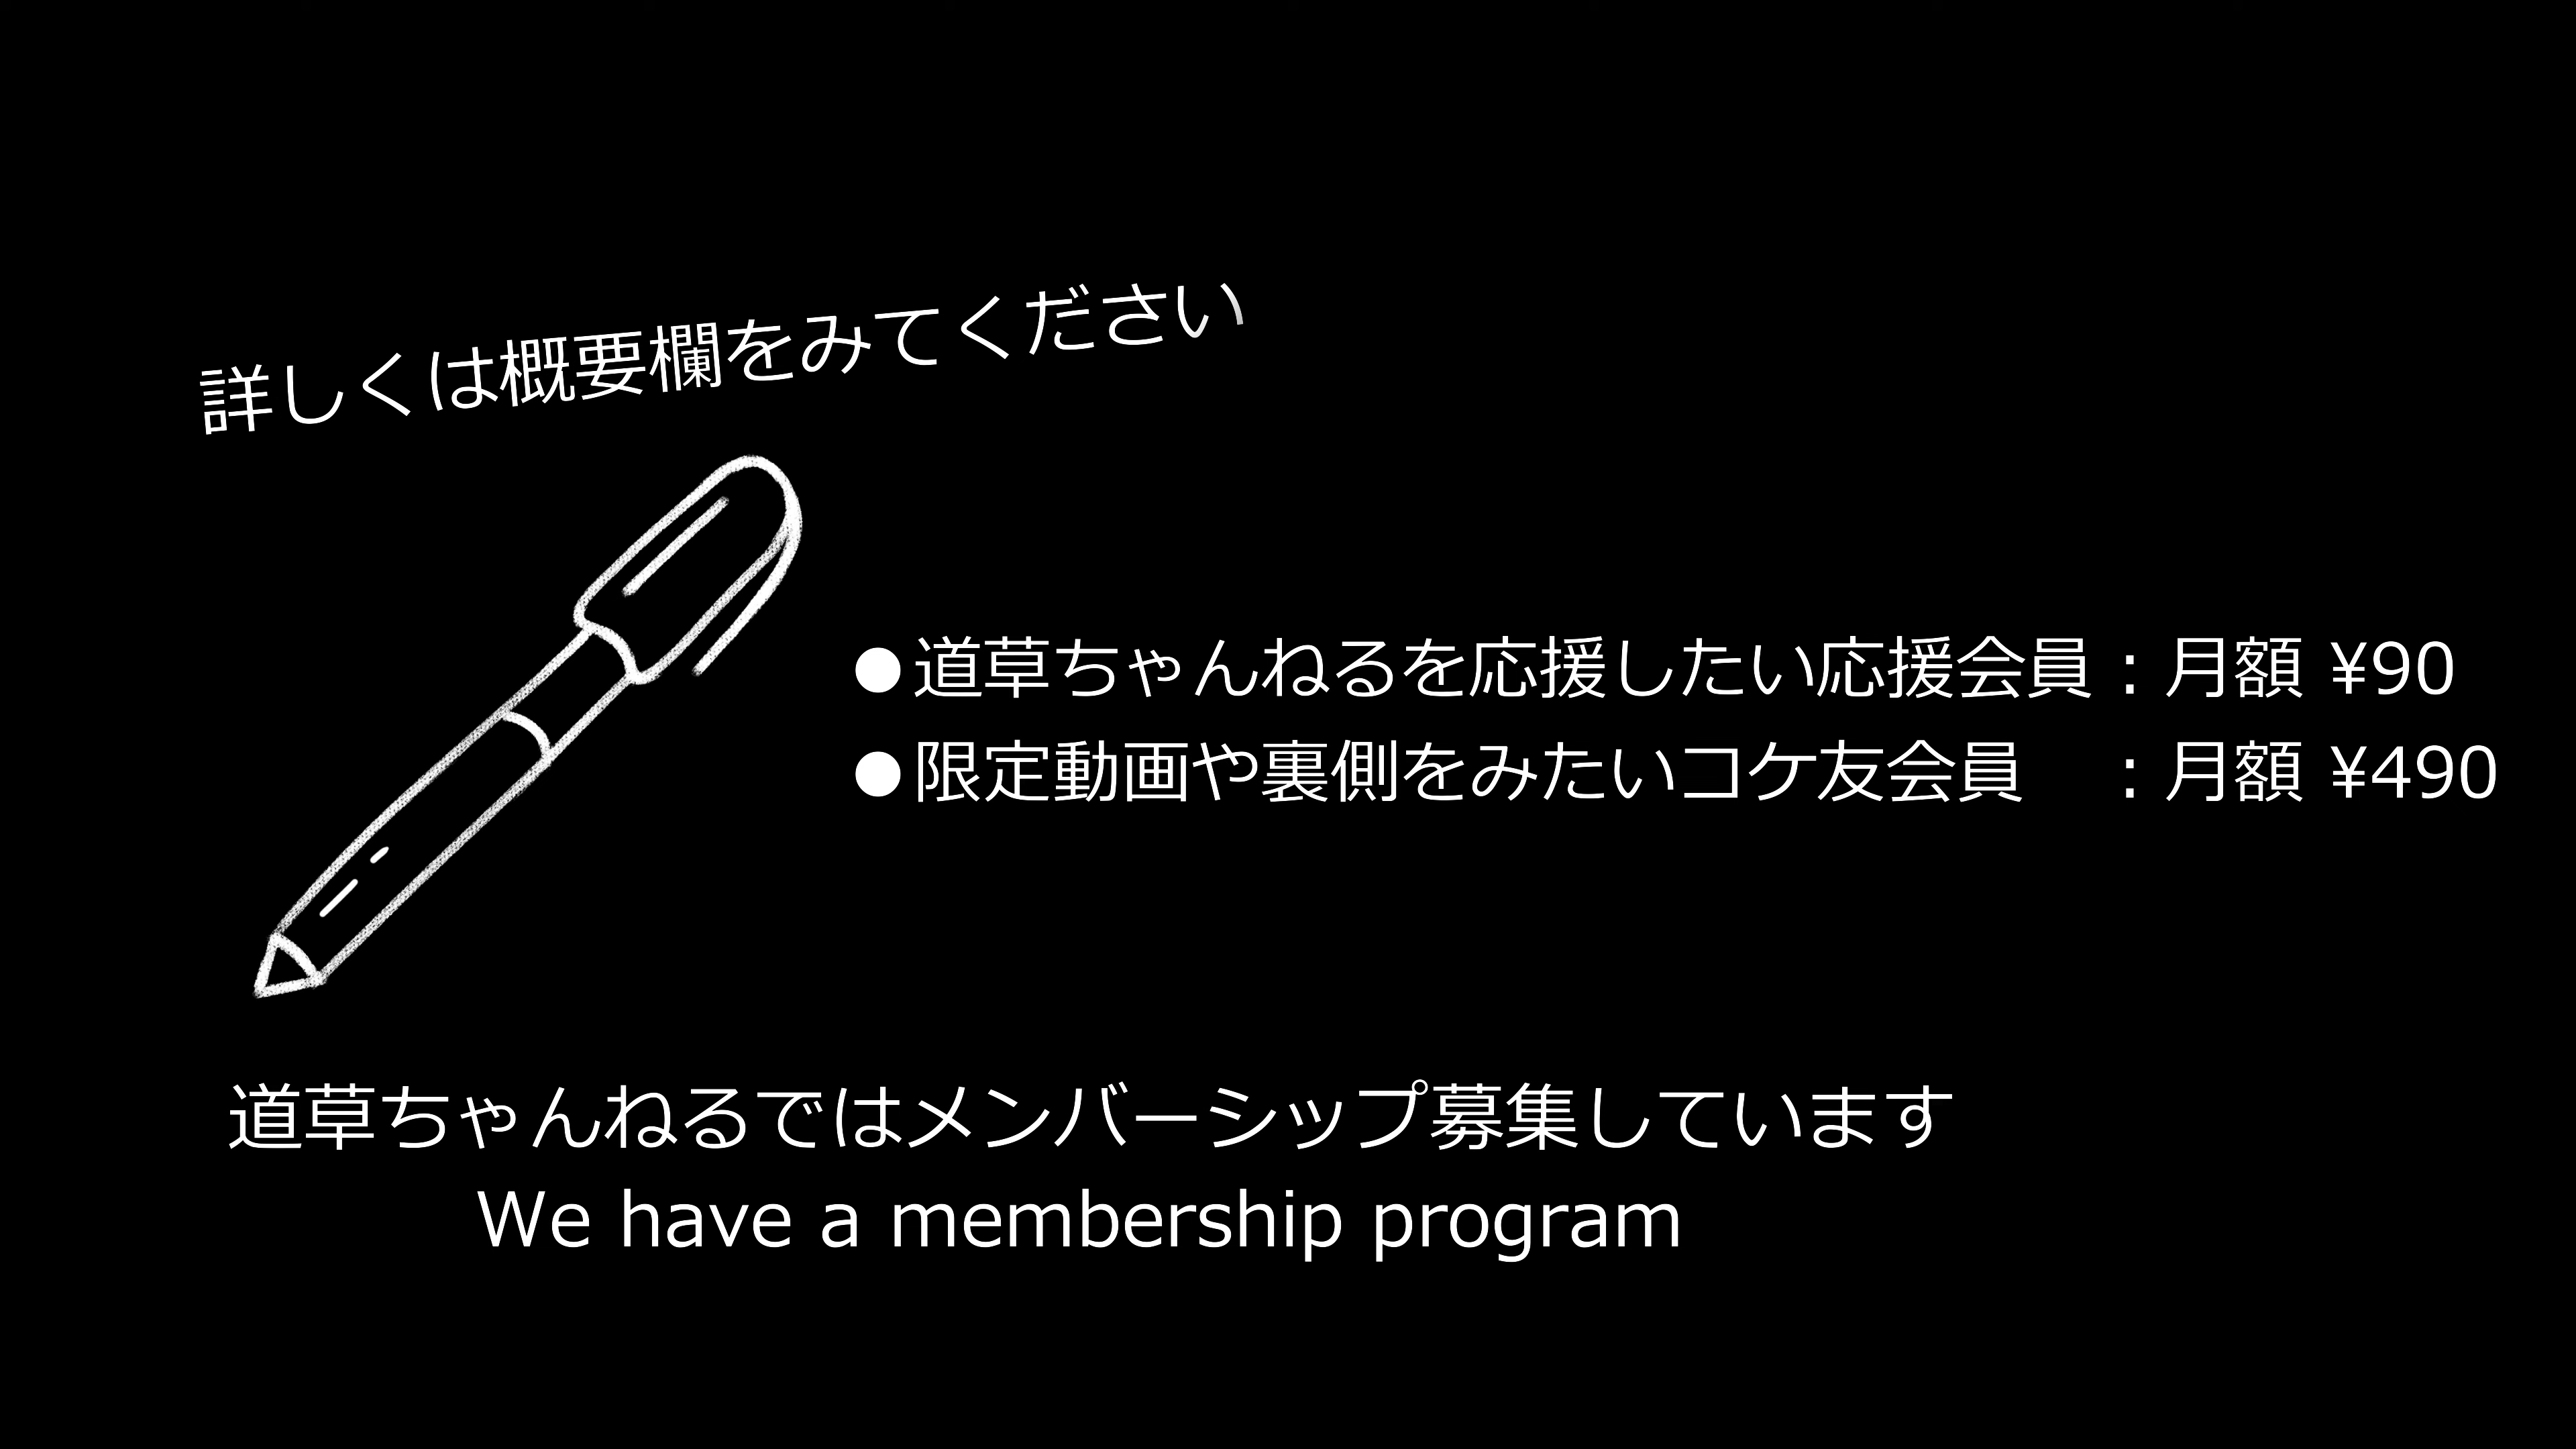 詳しくは概要欄をみてください
●道草ちゃんねるを応援したい応援会員：月額 ¥90
●限定動画や裏側をみたいコケ友会員　：月額 ¥490
道草ちゃんねるではメンバーシップ募集しています
We have a membership program